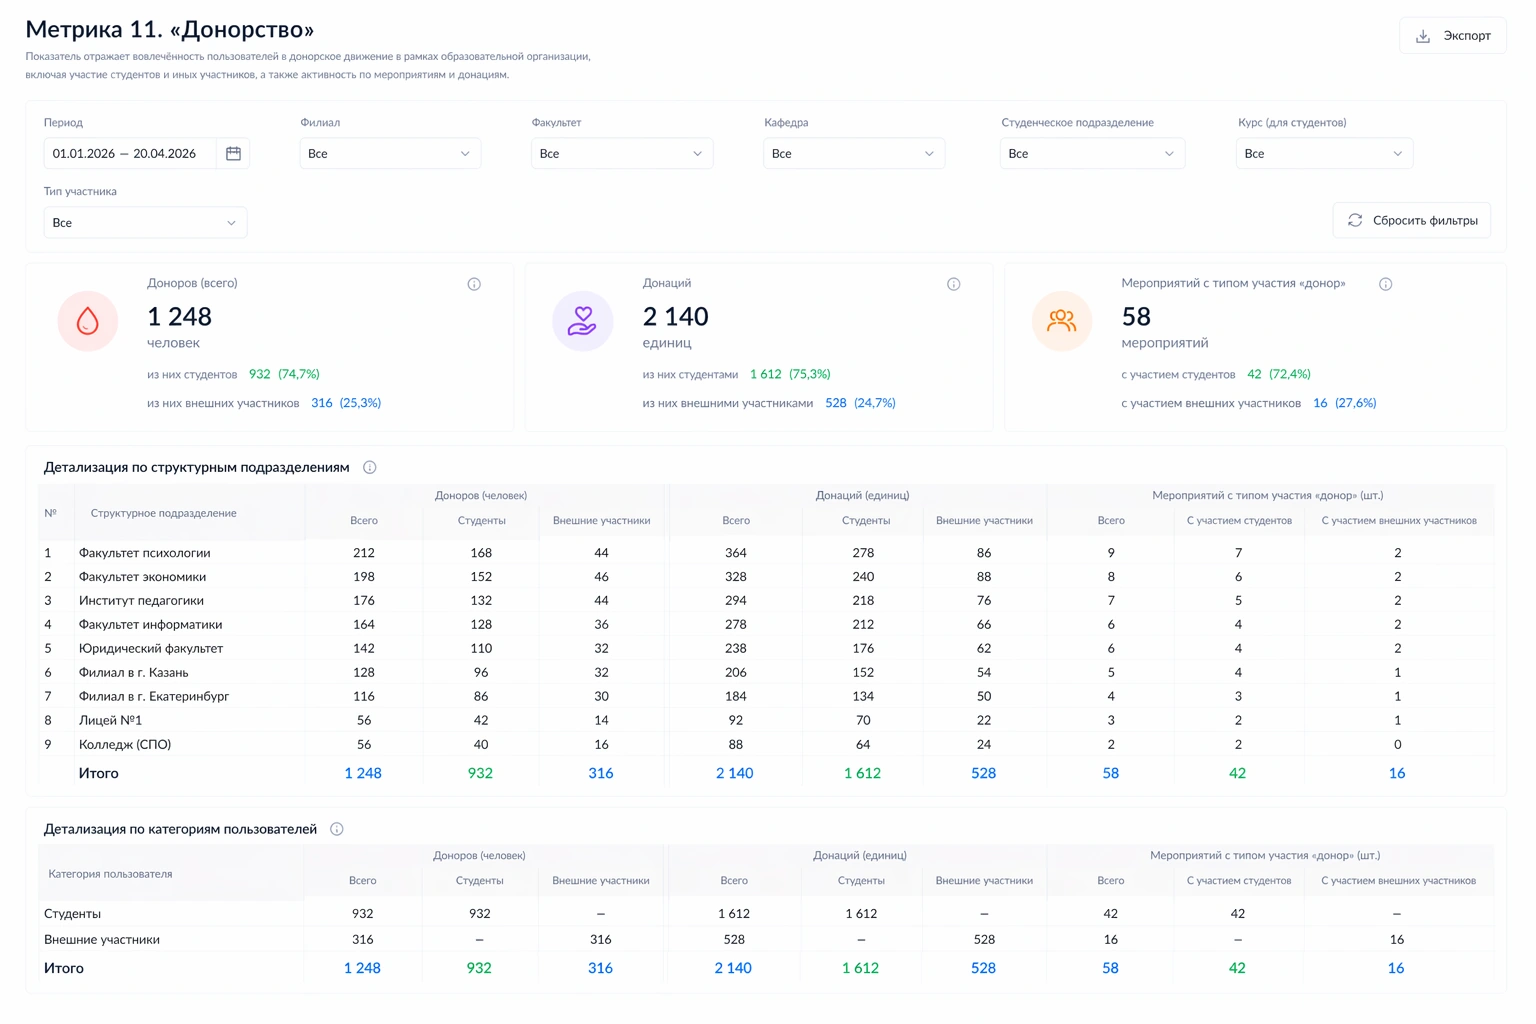 Метрика 11. «Донорство»
Экспорт
Показатель отражает вовлечённость пользователей в донорское движение в рамках образовательной организации,
включая участие студентов и иных участников, а также активность по мероприятиям и донациям.
Период Филиал Факультет Кафедра Студенческое подразделение Курс (для студентов)
01.01.2026 — 20.04.2026 Все Все Все Все Все
Тип участника
Все
Сбросить фильтры
Доноров (всего)
1 248
человек
из них студентов 932 (74,7%)
из них внешних участников 316 (25,3%)
Донаций
2 140
единиц
из них студентами 1 612 (75,3%)
из них внешними участниками 528 (24,7%)
Мероприятий с типом участия «донор»
58
мероприятий
с участием студентов 42 (72,4%)
с участием внешних участников 16 (27,6%)
Детализация по структурным подразделениям
№ Структурное подразделение Доноров (человек) Донаций (единиц) Мероприятий с типом участия «донор» (шт.)
Всего Студенты Внешние участники Всего Студенты Внешние участники Всего С участием студентов С участием внешних участников
1 Факультет психологии 212 168 44 364 278 86 9 7 2
2 Факультет экономики 198 152 46 328 240 88 8 6 2
3 Институт педагогики 176 132 44 294 218 76 7 5 2
4 Факультет информатики 164 128 36 278 212 66 6 4 2
5 Юридический факультет 142 110 32 238 176 62 6 4 2
6 Филиал в г. Казань 128 96 32 206 152 54 5 4 1
7 Филиал в г. Екатеринбург 116 86 30 184 134 50 4 3 1
8 Лицей №1 56 42 14 92 70 22 3 2 1
9 Колледж (СПО) 56 40 16 88 64 24 2 2 0
Итого 1 248 932 316 2 140 1 612 528 58 42 16
Детализация по категориям пользователей
Категория пользователя Доноров (человек) Донаций (единиц) Мероприятий с типом участия «донор» (шт.)
Всего Студенты Внешние участники Всего Студенты Внешние участники Всего С участием студентов С участием внешних участников
Студенты 932 932 — 1 612 1 612 — 42 42 —
Внешние участники 316 — 316 528 — 528 16 — 16
Итого 1 248 932 316 2 140 1 612 528 58 42 16